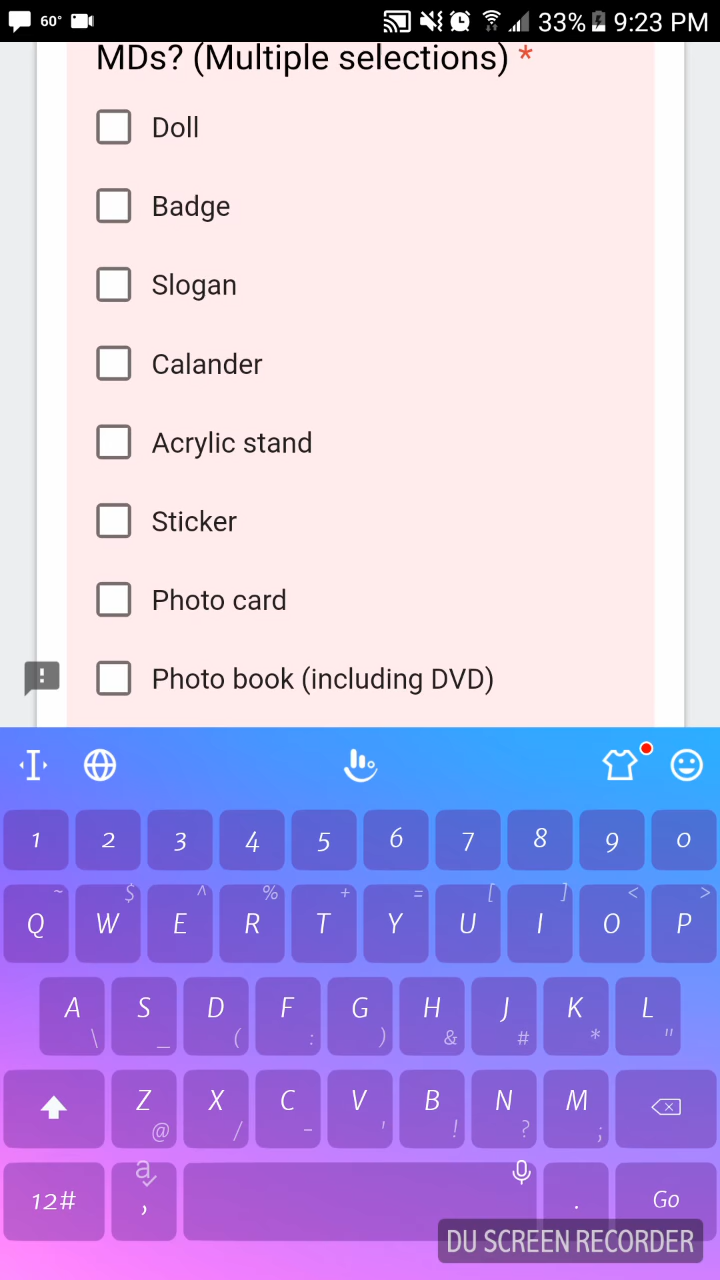 60° 33% 9:23 PM
MDs? (Multiple selections) *
Doll
Badge
Slogan
Calander
Acrylic stand
Sticker
Photo card
Photo book (including DVD)
1 2 3 4 5 6 7 8 9 0
~ $ ^ % + = [ ] < >
Q W E R T Y U I O P
A S D F G H J K L
\ _ ( : ) & # * "
Z X C V B N M
@ / - ' ! ? ;
a
12# , . Go
DU SCREEN RECORDER